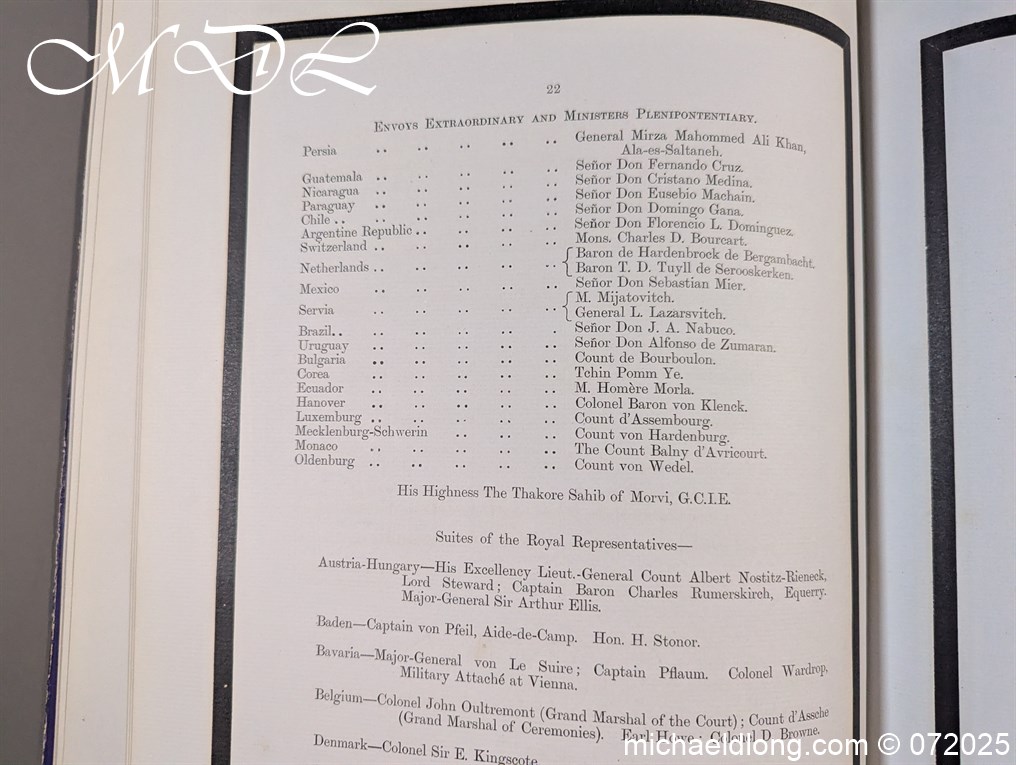 MDL
22
ENVOYS EXTRAORDINARY AND MINISTERS PLENIPONTENTIARY.
Persia .. .. .. .. .. General Mirza Mahommed Ali Khan,
Ala-es-Saltaneh.
Guatemala .. .. .. .. .. Señor Don Fernando Cruz.
Nicaragua .. .. .. .. .. Señor Don Cristano Medina.
Paraguay .. .. .. .. .. Señor Don Eusebio Machain.
Chile .. .. .. .. .. Señor Don Domingo Gana.
Argentine Republic .. .. .. .. Señor Don Florencio L. Dominguez.
Switzerland .. .. .. .. .. Mons. Charles D. Bourcart.
Netherlands .. .. .. .. .. { Baron de Hardenbrock de Bergambacht.
Baron T. D. Tuyll de Serooskerken.
Mexico .. .. .. .. .. Señor Don Sebastian Mier.
Servia .. .. .. .. .. { M. Mijatovitch.
General L. Lazarsvitch.
Brazil .. .. .. .. . Señor Don J. A. Nabuco.
Uruguay .. .. .. .. .. Señor Don Alfonso de Zumaran.
Bulgaria .. .. .. .. .. Count de Bourboulon.
Corea .. .. .. .. .. Tchin Pomm Ye.
Ecuador .. .. .. .. .. M. Homère Morla.
Hanover .. .. .. .. .. Colonel Baron von Klenck.
Luxemburg .. .. .. .. .. Count d'Assembourg.
Mecklenburg-Schwerin .. .. .. Count von Hardenburg.
Monaco .. .. .. .. .. The Count Balny d'Avricourt.
Oldenburg .. .. .. .. .. Count von Wedel.
His Highness The Thakore Sahib of Morvi, G.C.I.E.
Suites of the Royal Representatives—
Austria-Hungary—His Excellency Lieut.-General Count Albert Nostitz-Rieneck,
Lord Steward; Captain Baron Charles Rumerskirch, Equerry.
Major-General Sir Arthur Ellis.
Baden—Captain von Pfeil, Aide-de-Camp. Hon. H. Stonor.
Bavaria—Major-General von Le Suire; Captain Pflaum. Colonel Wardrop,
Military Attaché at Vienna.
Belgium—Colonel John Oultremont (Grand Marshal of the Court); Count d'Assche
(Grand Marshal of Ceremonies). Earl Howe; Colonel D. Browne.
Denmark—Colonel Sir E. Kingscote.
michaeldlong.com © 072025